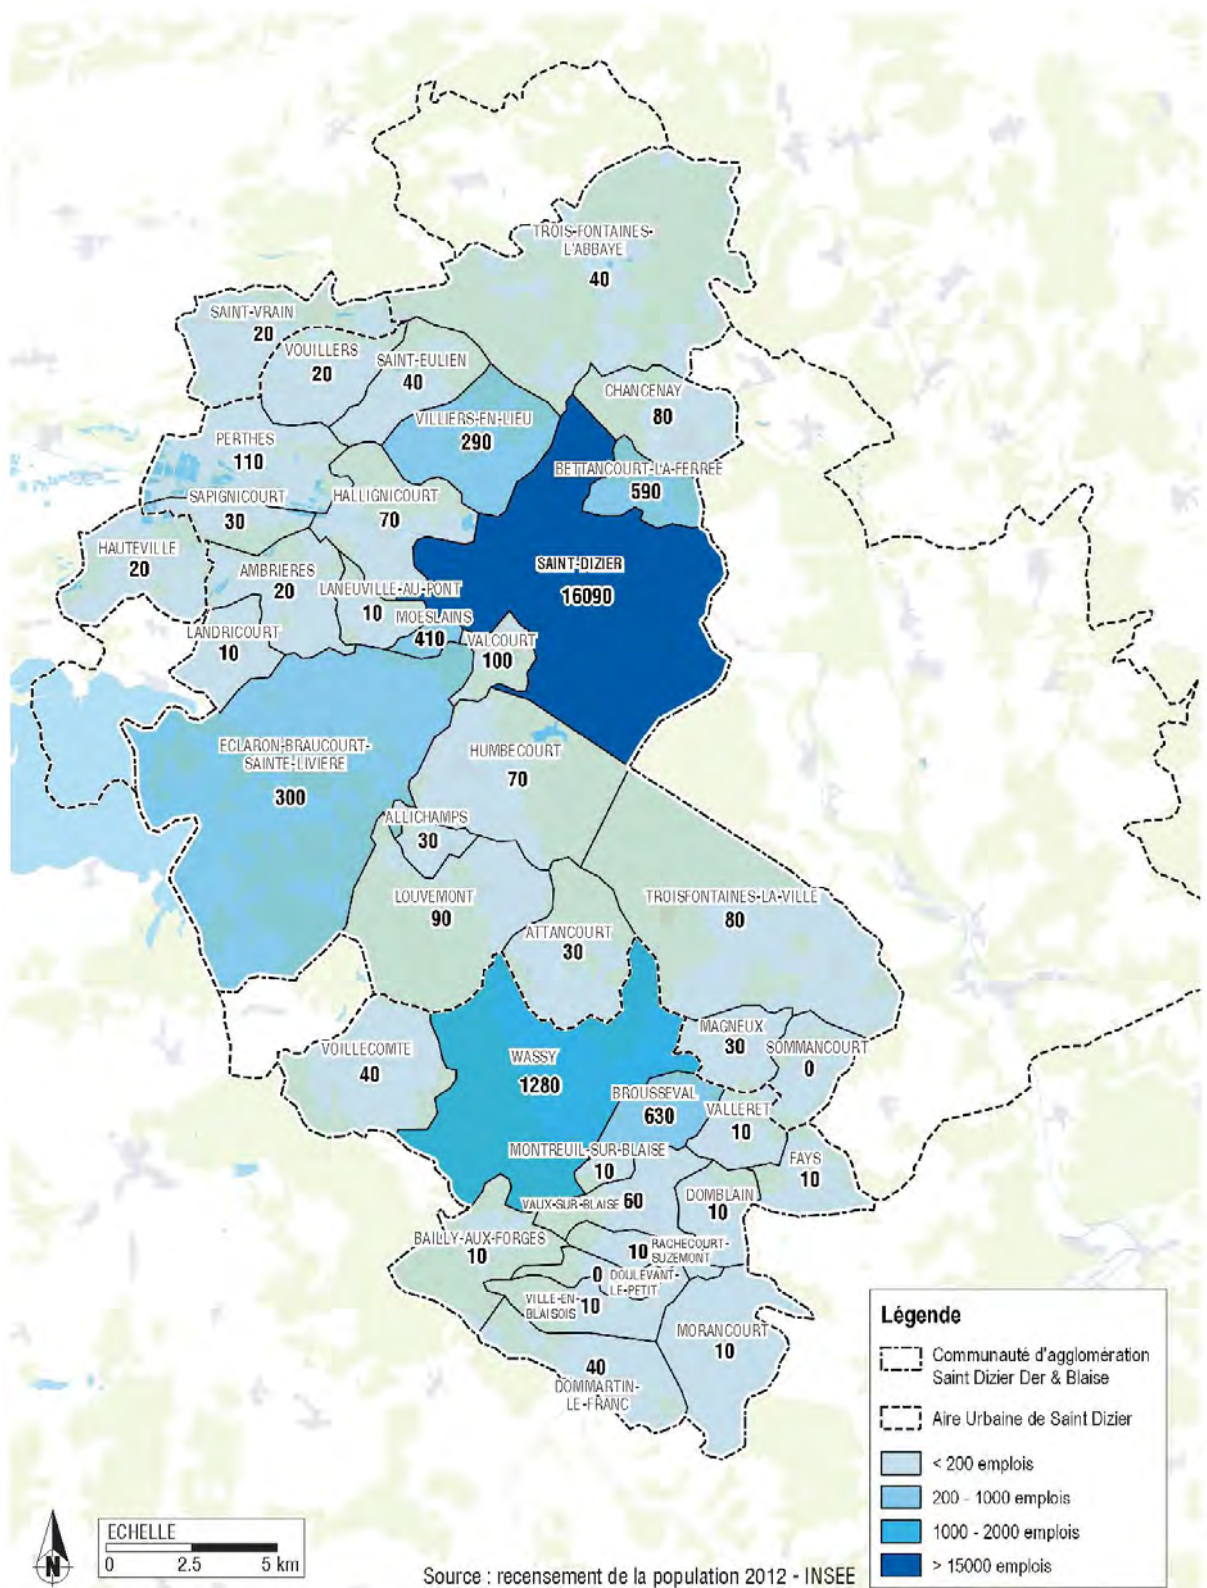 TROIS-FONTAINES-
L'ABBAYE
40
SAINT-VRAIN
20
VOUILLERS
20
SAINT-EULIEN
40
CHANCENAY
80
VILLIERS-EN-LIEU
290
PERTHES
110
BETTANCOURT-LA-FERREE
590
SAPIGNICOURT
30
HALLIGNICOURT
70
HAUTEVILLE
20
AMBRIERES
20
SAINT-DIZIER
16090
LANEUVILLE-AU-PONT
10
MOESLAINS
410
LANDRICOURT
10
VALCOURT
100
ECLARON-BRAUCOURT-
SAINTE-LIVIERE
300
HUMBECOURT
70
ALLICHAMPS
30
LOUVEMONT
90
TROISFONTAINES-LA-VILLE
80
ATTANCOURT
30
VOILLECOMTE
40
WASSY
1280
MAGNEUX
30
SOMMANCOURT
0
BROUSSEVAL
630
VALLERET
10
MONTREUIL-SUR-BLAISE
10
FAYS
10
VAUX-SUR-BLAISE 60
DOMBLAIN
10
BAILLY-AUX-FORGES
10
10 RACHECOURT-
SUZEMONT
0
DOULEVANT-
LE-PETIT
VILLE-EN-
BLAISOIS
10
MORANCOURT
10
40
DOMMARTIN-
LE-FRANC
Légende
Communauté d'agglomération
Saint Dizier Der & Blaise
Aire Urbaine de Saint Dizier
< 200 emplois
200 - 1000 emplois
1000 - 2000 emplois
> 15000 emplois
N
ECHELLE
0 2.5 5 km
Source : recensement de la population 2012 - INSEE